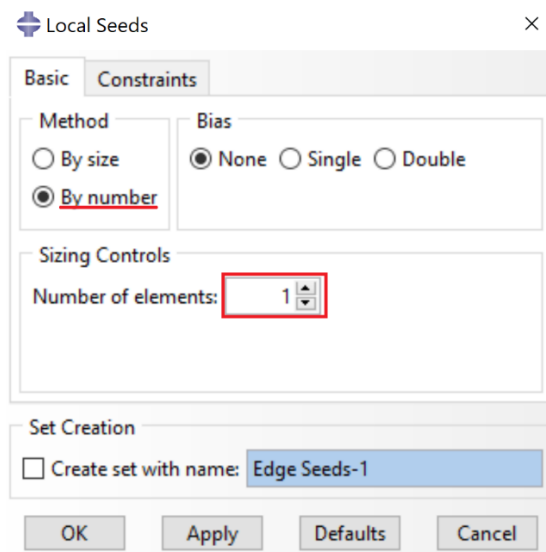 Local Seeds
Basic Constraints
Method
By size
By number
Bias
None Single Double
Sizing Controls
Number of elements: 1
Set Creation
Create set with name: Edge Seeds-1
OK Apply Defaults Cancel